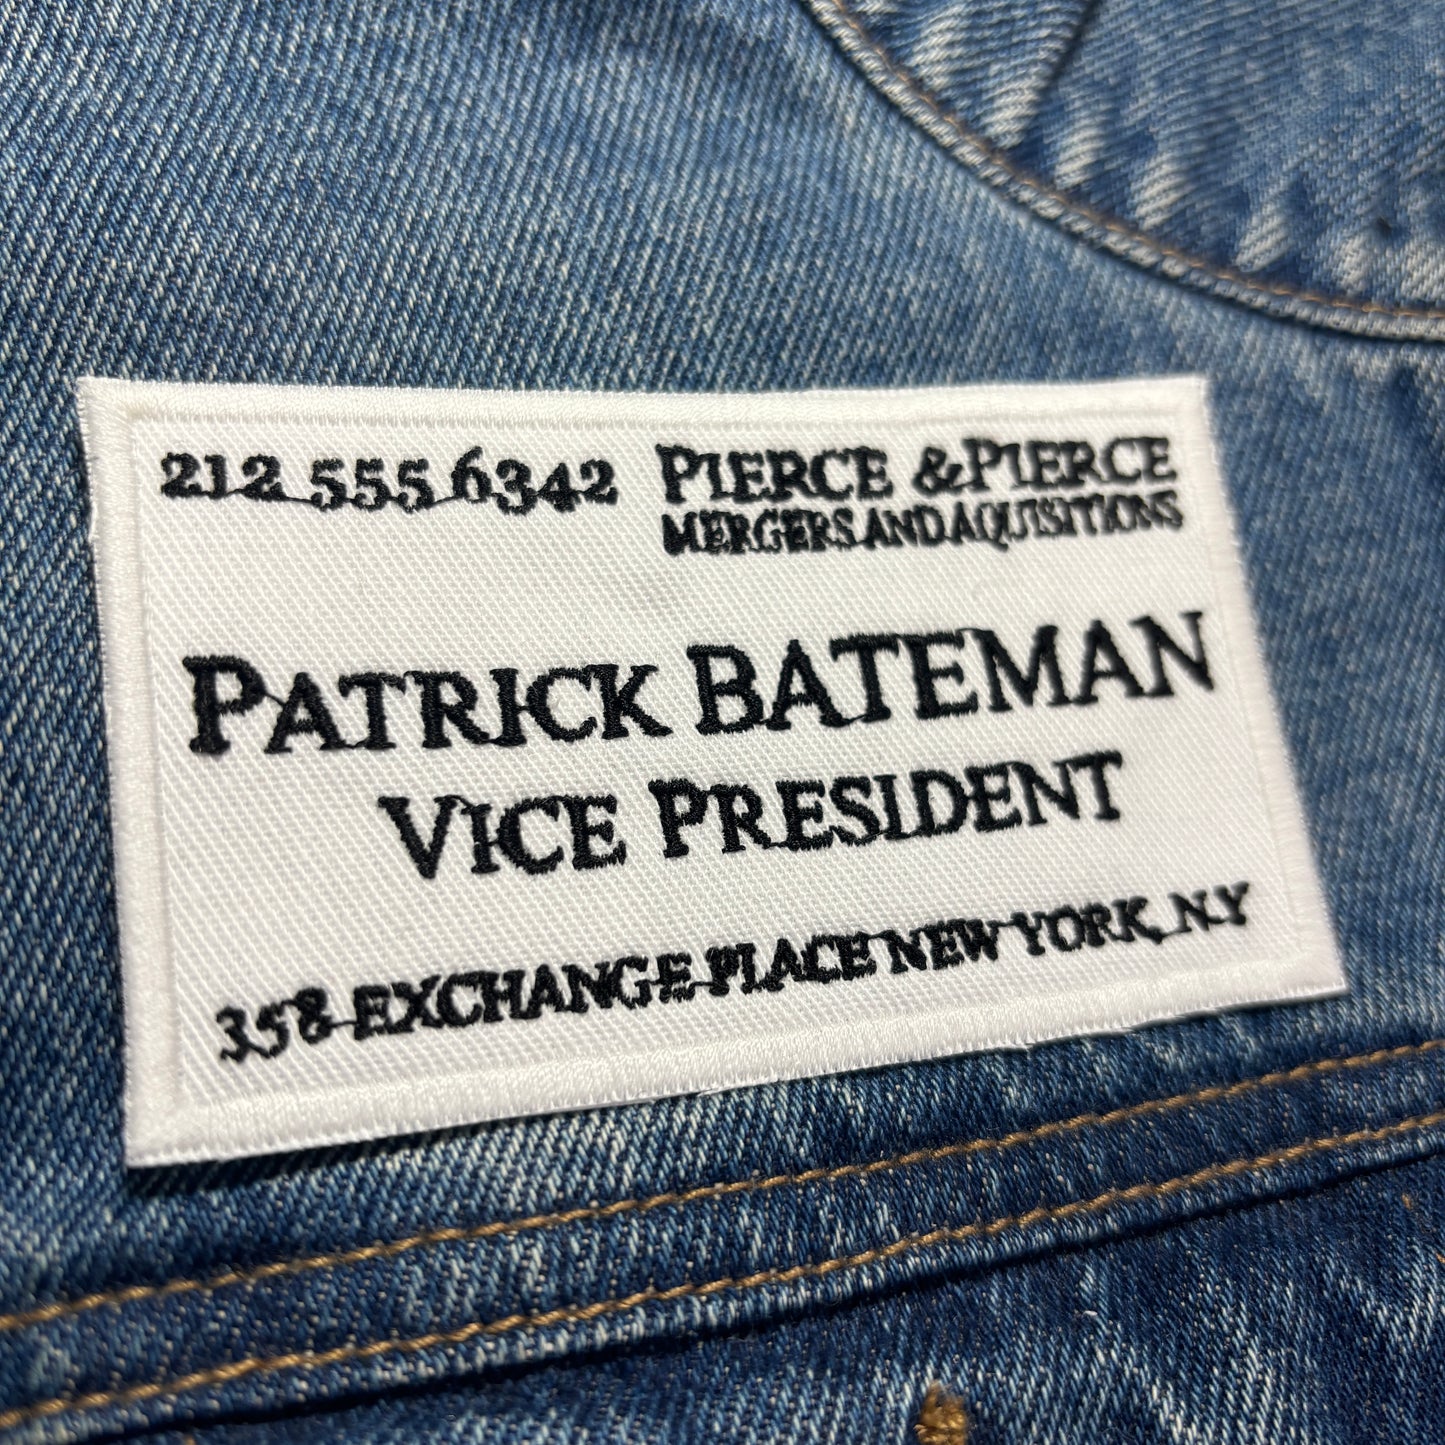 212 555 6342
PIERCE & PIERCE
MERGERS AND AQUISITIONS
PATRICK BATEMAN
VICE PRESIDENT
358 EXCHANGE PLACE NEW YORK, N.Y